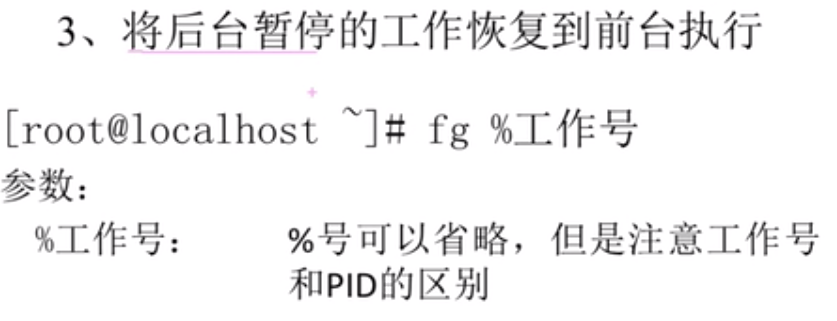 3、将后台暂停的工作恢复到前台执行
[root@localhost ~]# fg %工作号
参数：
%工作号： %号可以省略，但是注意工作号
和PID的区别